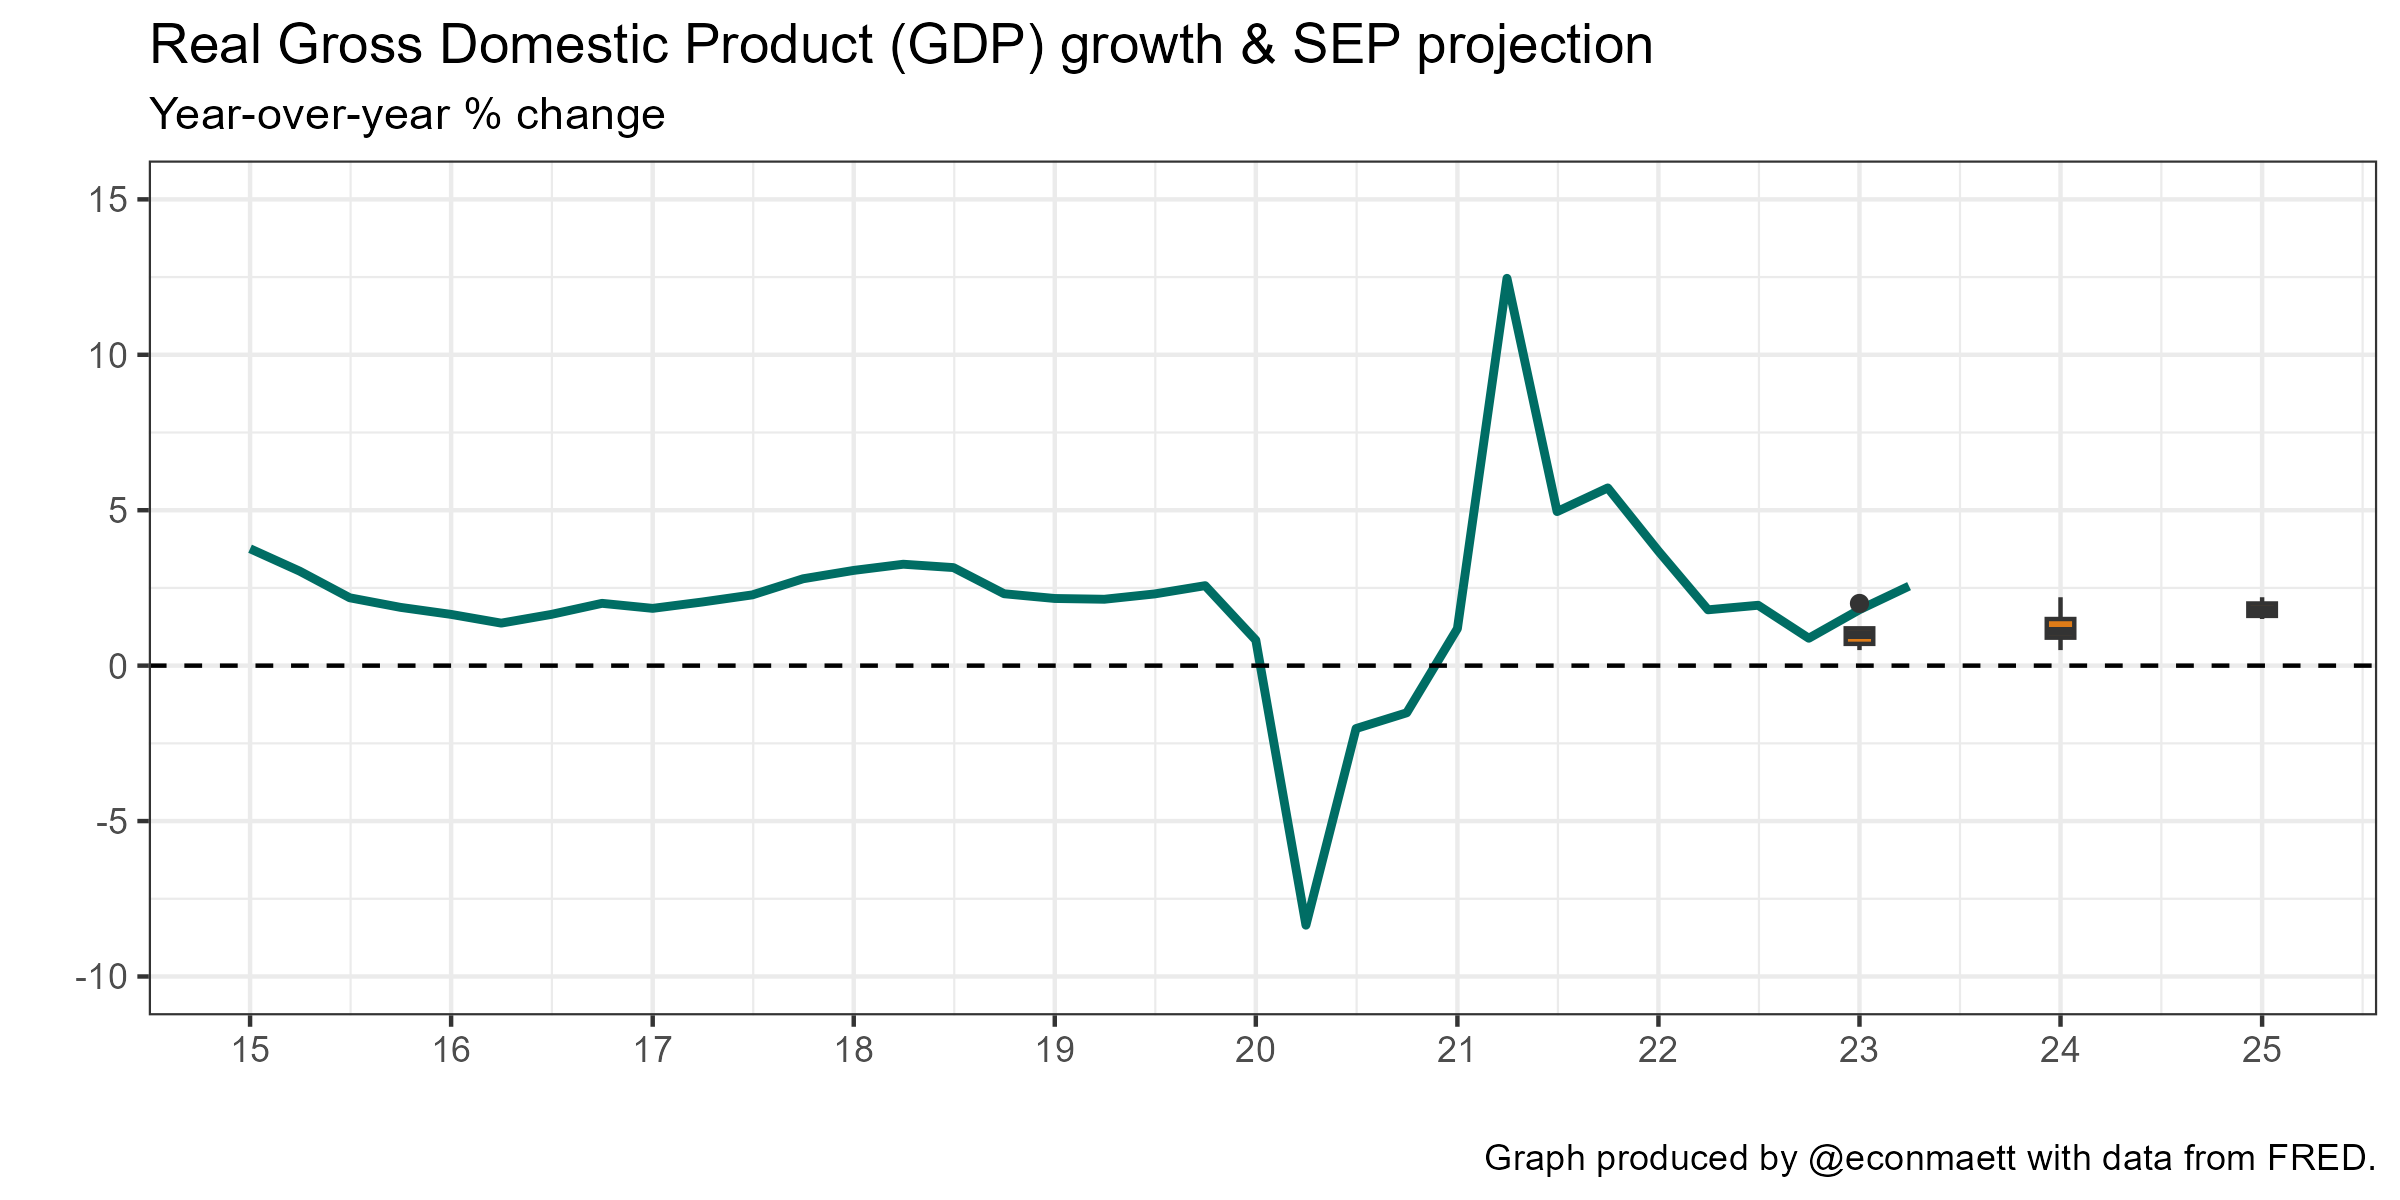 Real Gross Domestic Product (GDP) growth & SEP projection
Year-over-year % change
15
10
5
0
-5
-10
15 16 17 18 19 20 21 22 23 24 25
Graph produced by @econmaett with data from FRED.